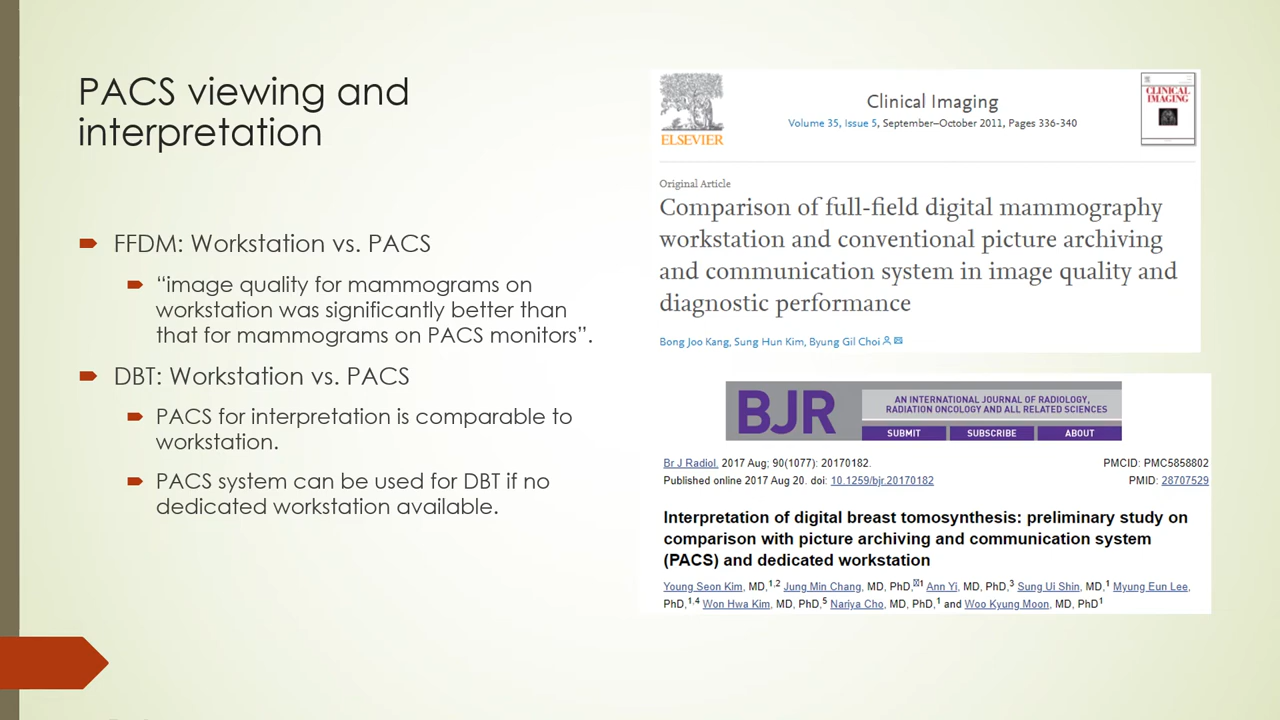 PACS viewing and
interpretation
FFDM: Workstation vs. PACS
“image quality for mammograms on
workstation was significantly better than
that for mammograms on PACS monitors”.
DBT: Workstation vs. PACS
PACS for interpretation is comparable to
workstation.
PACS system can be used for DBT if no
dedicated workstation available.
ELSEVIER
Clinical Imaging
Volume 35, Issue 5, September–October 2011, Pages 336-340
CLINICAL
IMAGING
Original Article
Comparison of full-field digital mammography
workstation and conventional picture archiving
and communication system in image quality and
diagnostic performance
Bong Joo Kang, Sung Hun Kim, Byung Gil Choi
BJR
AN INTERNATIONAL JOURNAL OF RADIOLOGY,
RADIATION ONCOLOGY AND ALL RELATED SCIENCES
SUBMIT SUBSCRIBE ABOUT
Br J Radiol. 2017 Aug; 90(1077): 20170182. PMCID: PMC5858802
Published online 2017 Aug 20. doi: 10.1259/bjr.20170182 PMID: 28707529
Interpretation of digital breast tomosynthesis: preliminary study on
comparison with picture archiving and communication system
(PACS) and dedicated workstation
Young Seon Kim, MD,1,2 Jung Min Chang, MD, PhD,1 Ann Yi, MD, PhD,3 Sung Ui Shin, MD,1 Myung Eun Lee,
PhD,1,4 Won Hwa Kim, MD, PhD,5 Nariya Cho, MD, PhD,1 and Woo Kyung Moon, MD, PhD1